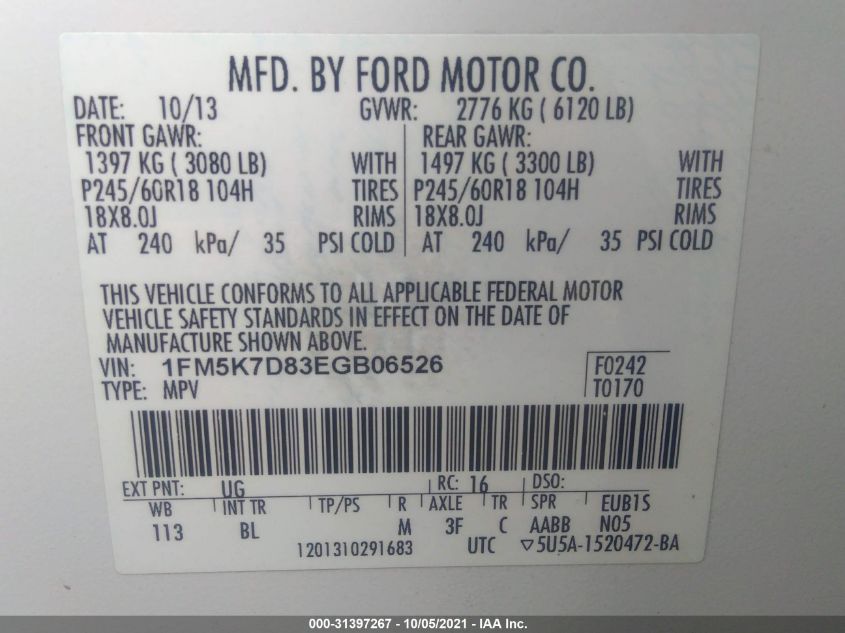 MFD. BY FORD MOTOR CO.
DATE: 10/13 GVWR: 2776 KG ( 6120 LB)
FRONT GAWR: REAR GAWR:
1397 KG ( 3080 LB) WITH 1497 KG ( 3300 LB) WITH
P245/60R18 104H TIRES P245/60R18 104H TIRES
18X8.0J RIMS 18X8.0J RIMS
AT 240 kPa/ 35 PSI COLD AT 240 kPa/ 35 PSI COLD
THIS VEHICLE CONFORMS TO ALL APPLICABLE FEDERAL MOTOR
VEHICLE SAFETY STANDARDS IN EFFECT ON THE DATE OF
MANUFACTURE SHOWN ABOVE.
VIN: 1FM5K7D83EGB06526 F0242
TYPE: MPV T0170
EXT PNT: UG RC: 16 DSO:
WB INT TR TP/PS R AXLE TR SPR EUB1S
113 BL M 3F C AABB N05
1201310291683 UTC ▽5U5A-1520472-BA
000-31397267 - 10/05/2021 - IAA Inc.